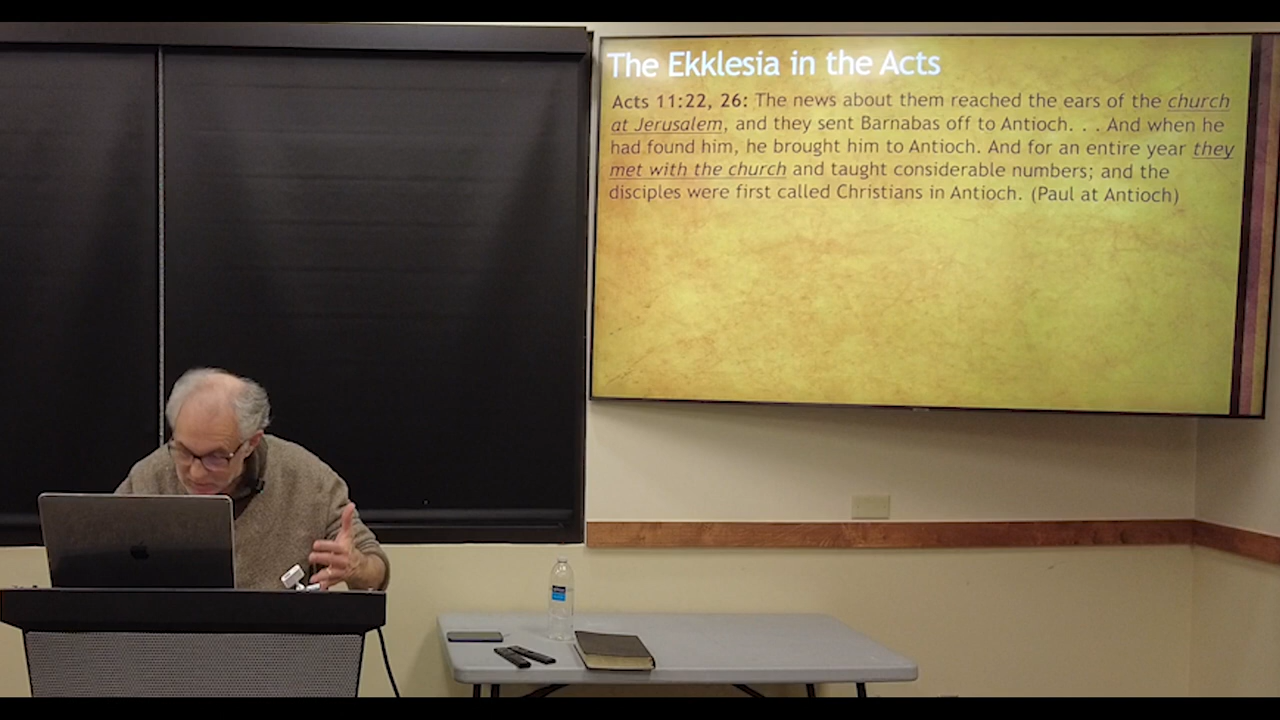 The Ekklesia in the Acts
Acts 11:22, 26: The news about them reached the ears of the church
at Jerusalem, and they sent Barnabas off to Antioch. . . And when he
had found him, he brought him to Antioch. And for an entire year they
met with the church and taught considerable numbers; and the
disciples were first called Christians in Antioch. (Paul at Antioch)